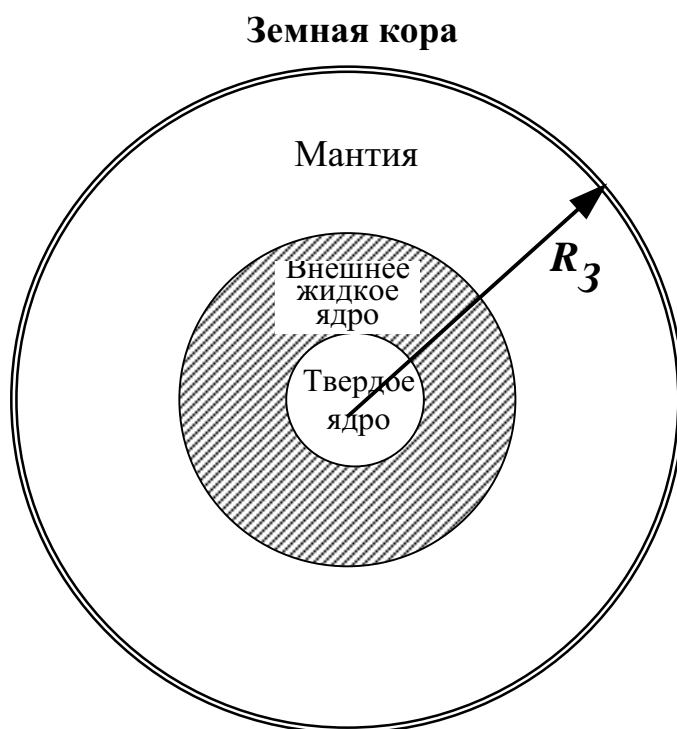 Земная кора
Мантия
Внешнее
жидкое
ядро
R З
Твердое
ядро